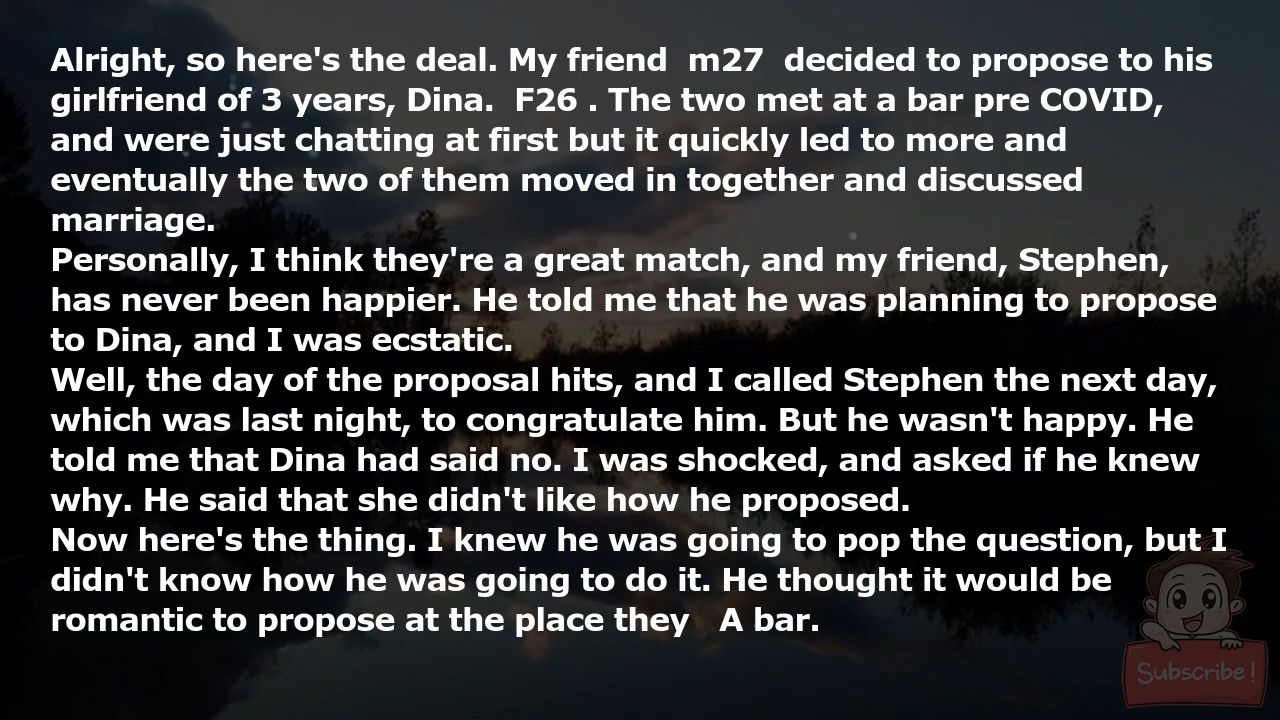 Alright, so here's the deal. My friend  m27  decided to propose to his
girlfriend of 3 years, Dina.  F26 . The two met at a bar pre COVID,
and were just chatting at first but it quickly led to more and
eventually the two of them moved in together and discussed
marriage.
Personally, I think they're a great match, and my friend, Stephen,
has never been happier. He told me that he was planning to propose
to Dina, and I was ecstatic.
Well, the day of the proposal hits, and I called Stephen the next day,
which was last night, to congratulate him. But he wasn't happy. He
told me that Dina had said no. I was shocked, and asked if he knew
why. He said that she didn't like how he proposed.
Now here's the thing. I knew he was going to pop the question, but I
didn't know how he was going to do it. He thought it would be
romantic to propose at the place they   A bar.
Subscribe!